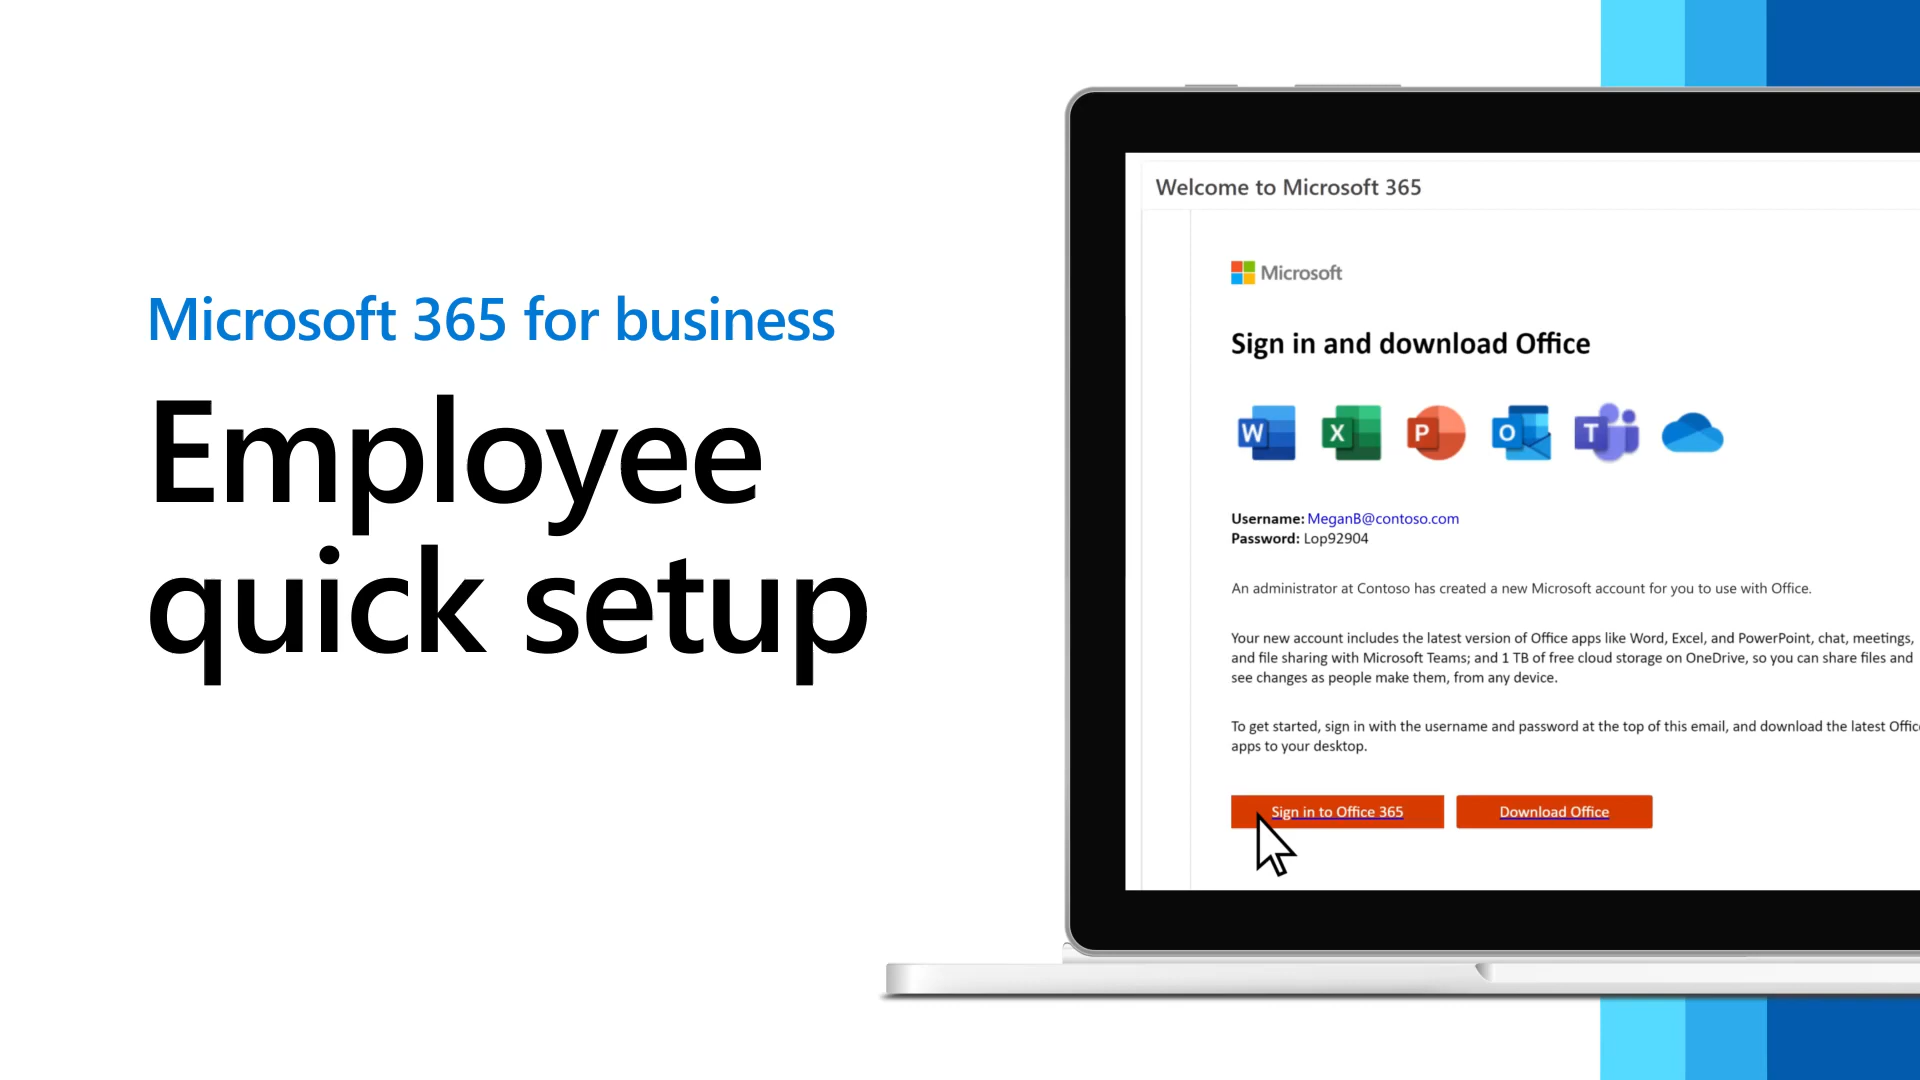 Microsoft 365 for business
Employee
quick setup
Welcome to Microsoft 365
Microsoft
Sign in and download Office
W X P O T
Username: MeganB@contoso.com
Password: Lop92904
An administrator at Contoso has created a new Microsoft account for you to use with Office.
Your new account includes the latest version of Office apps like Word, Excel, and PowerPoint, chat, meetings,
and file sharing with Microsoft Teams; and 1 TB of free cloud storage on OneDrive, so you can share files and
see changes as people make them, from any device.
To get started, sign in with the username and password at the top of this email, and download the latest Office
apps to your desktop.
Sign in to Office 365
Download Office